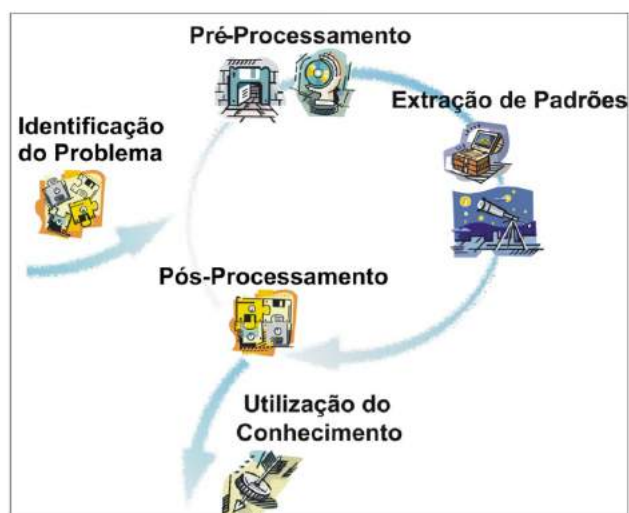 Pré-Processamento
Extração de Padrões
Identificação
do Problema
Pós-Processamento
Utilização do
Conhecimento